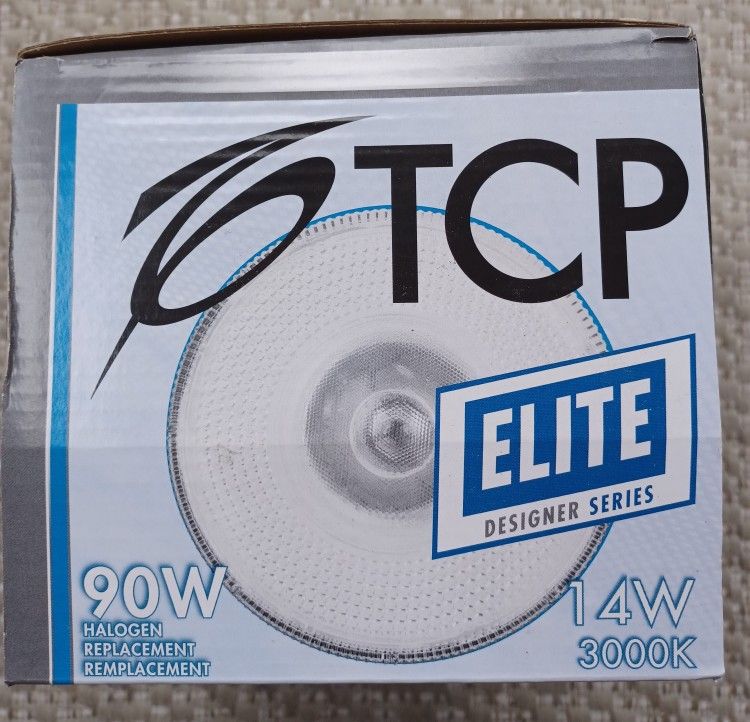 TCP
ELITE
DESIGNER SERIES
90W
HALOGEN
REPLACEMENT
REMPLACEMENT
14W
3000K